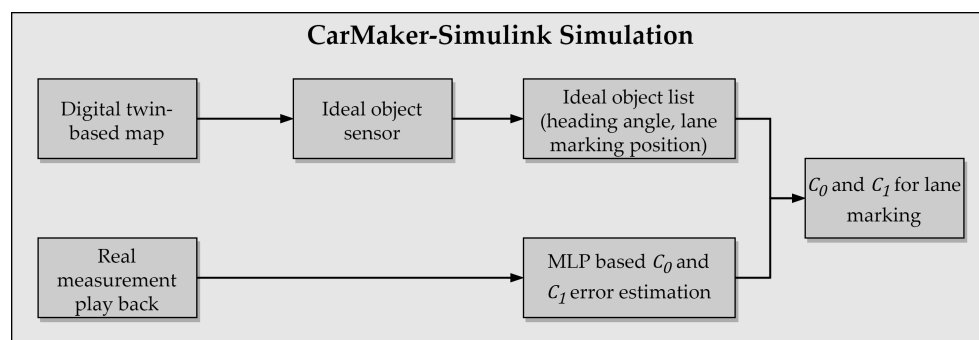 CarMaker-Simulink Simulation
Digital twin-
based map
Ideal object
sensor
Ideal object list
(heading angle, lane
marking position)
C₀ and C₁ for lane
marking
Real
measurement
play back
MLP based C₀ and
C₁ error estimation